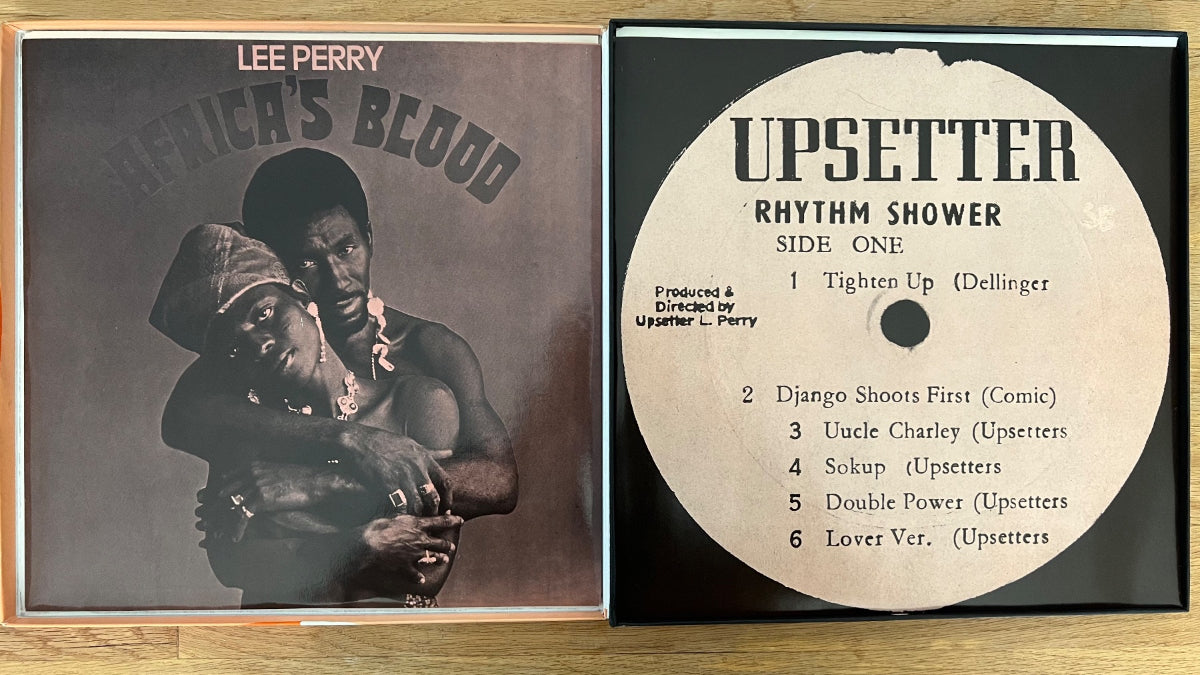 LEE PERRY
AFRICA'S BLOOD
UPSETTER
RHYTHM SHOWER
SIDE ONE
1 Tighten Up (Dellinger
Produced &
Directed by
Upsetter L. Perry
2 Django Shoots First (Comic)
3 Uucle Charley (Upsetters
4 Sokup (Upsetters
5 Double Power (Upsetters
6 Lover Ver. (Upsetters